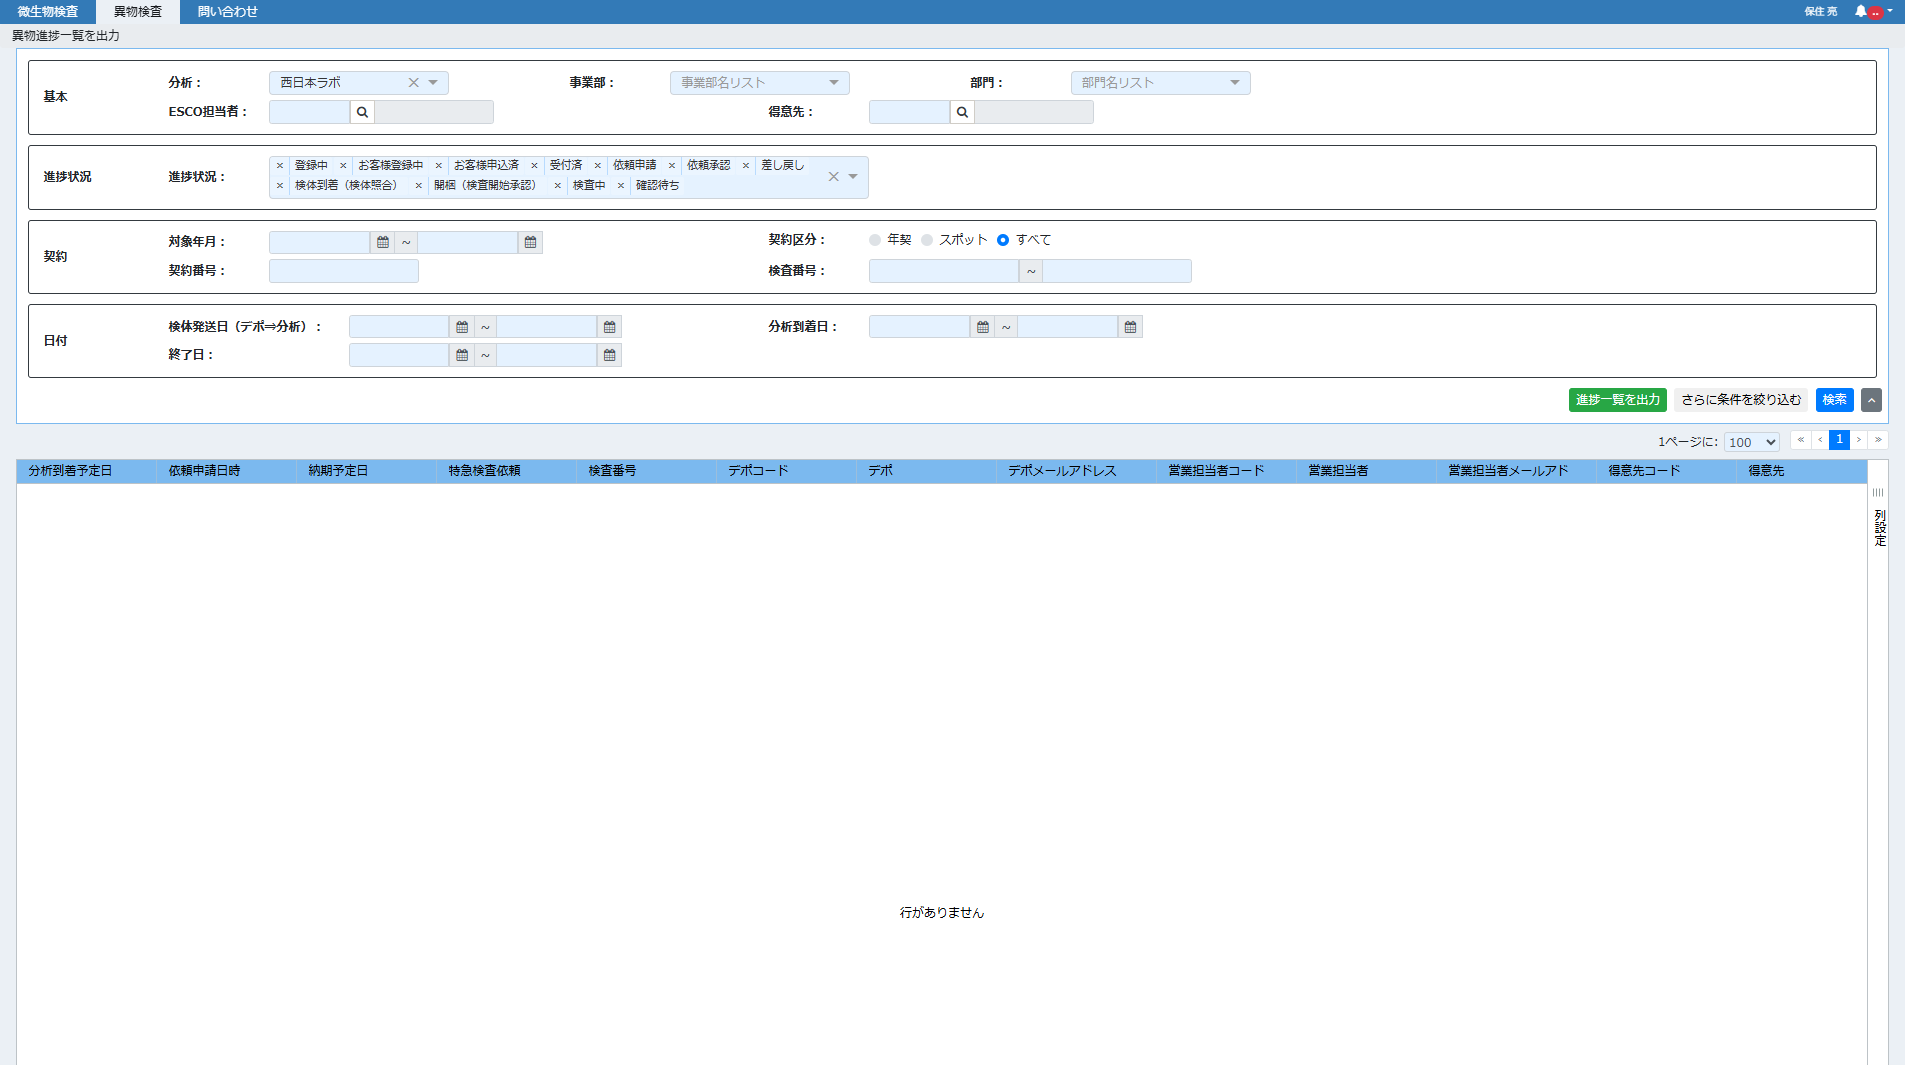 微生物検査 異物検査 問い合わせ 保住 亮
異物進捗一覧を出力
基本 分析： 西日本ラボ 事業部： 事業部名リスト 部門： 部門名リスト
ESCO担当者： 得意先：
進捗状況 進捗状況： × 登録中 × お客様登録中 × お客様申込済 × 受付済 × 依頼申請 × 依頼承認 × 差し戻し
× 検体到着（検体照合） × 開梱（検査開始承認） × 検査中 × 確認待ち
契約 対象年月： ~ 契約区分： 年契 スポット すべて
契約番号： 検査番号： ~
日付 検体発送日（デポ⇒分析）： ~ 分析到着日： ~
終了日： ~
進捗一覧を出力 さらに条件を絞り込む 検索
1ページに: 100 « ‹ 1 › »
分析到着予定日 依頼申請日時 納期予定日 特急検査依頼 検査番号 デポコード デポ デポメールアドレス 営業担当者コード 営業担当者 営業担当者メールアド 得意先コード 得意先
列設定
行がありません